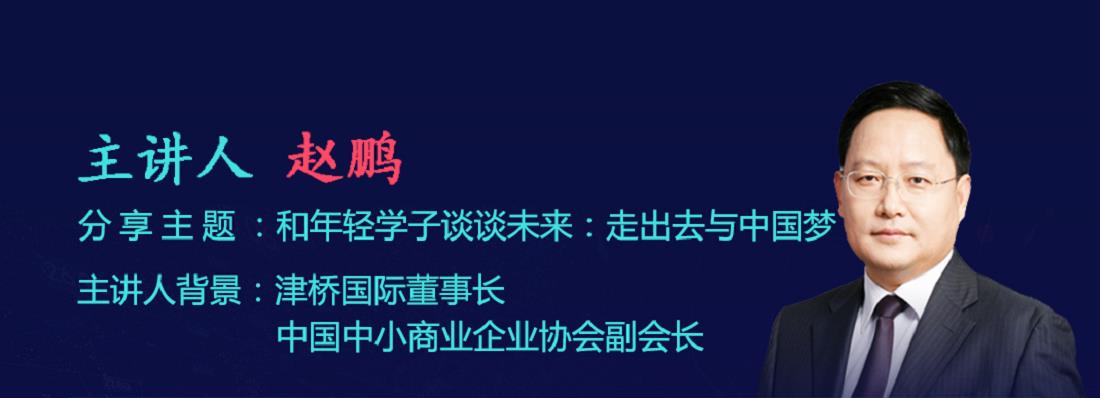 主讲人 赵鹏
分享主题：和年轻学子谈谈未来：走出去与中国梦
主讲人背景：津桥国际董事长
中国中小商业企业协会副会长